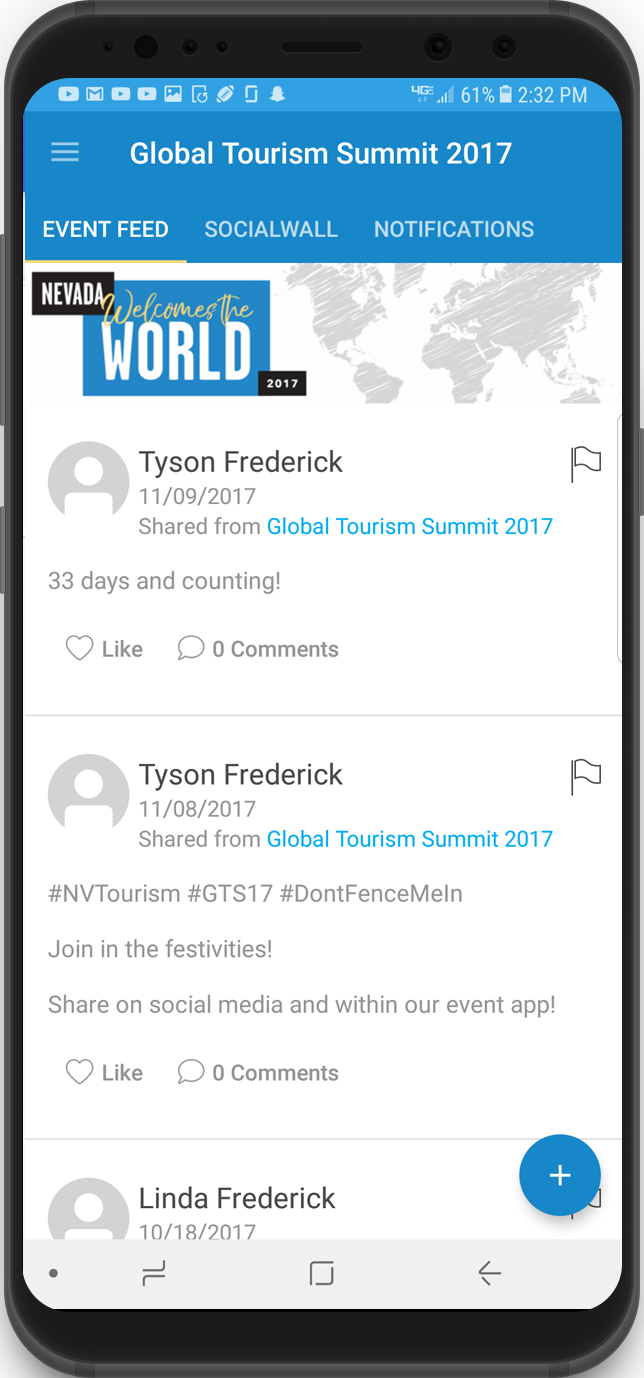 4GE 61% 2:32 PM
Global Tourism Summit 2017
EVENT FEED SOCIALWALL NOTIFICATIONS
NEVADA
Welcomes the
WORLD
2017
Tyson Frederick
11/09/2017
Shared from Global Tourism Summit 2017
33 days and counting!
Like 0 Comments
Tyson Frederick
11/08/2017
Shared from Global Tourism Summit 2017
#NVTourism #GTS17 #DontFenceMeIn
Join in the festivities!
Share on social media and within our event app!
Like 0 Comments
Linda Frederick
10/18/2017